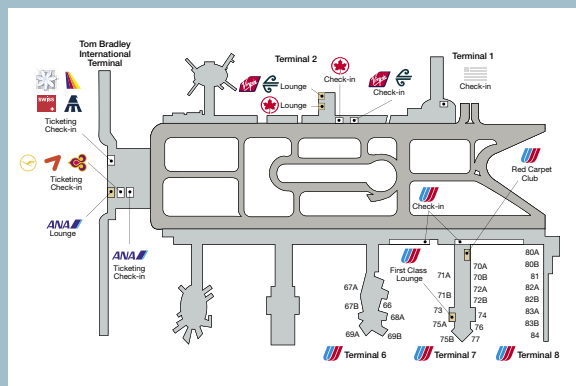 Tom Bradley
International
Terminal
swiss
Ticketing
Check-in
Ticketing
Check-in
ANA
Lounge
ANA
Ticketing
Check-in
Terminal 2
Check-in
Lounge
Lounge
Check-in
Terminal 1
Check-in
Red Carpet
Club
Check-in
First Class
Lounge
67A
67B
66
68A
69A
69B
71A
71B
73
75A
75B
70A
70B
72A
72B
74
76
77
80A
80B
81
82A
82B
83A
83B
84
Terminal 6
Terminal 7
Terminal 8